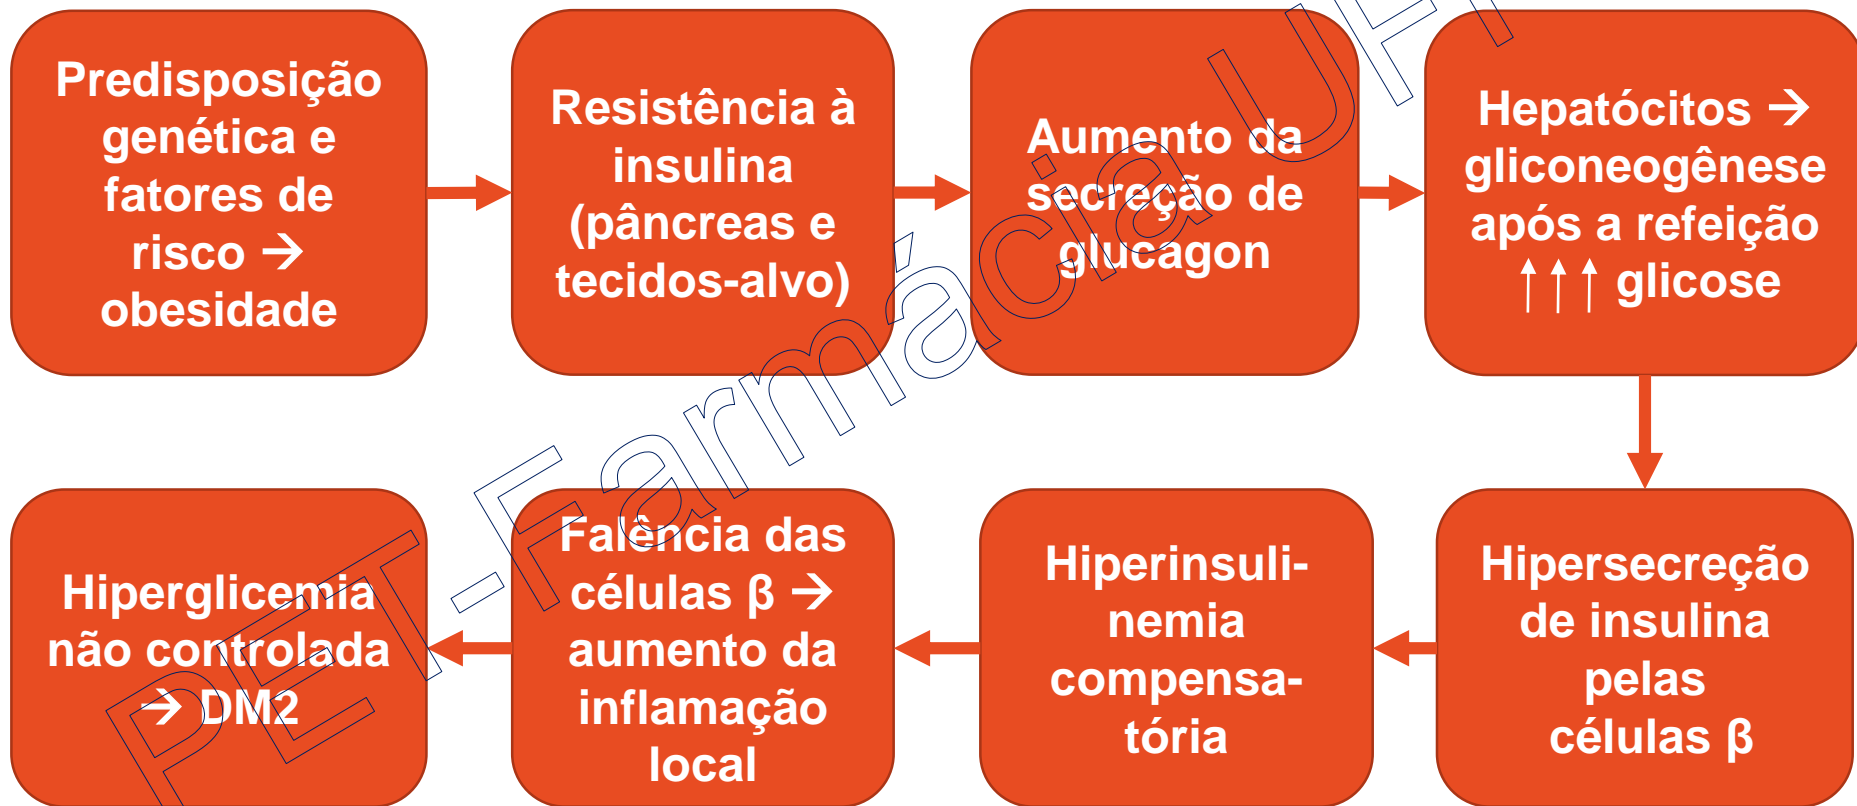 Predisposição
genética e
fatores de
risco →
obesidade
Resistência à
insulina
(pâncreas e
tecidos-alvo)
Aumento da
secreção de
glucagon
Hepatócitos →
gliconeogênese
após a refeição
↑↑↑ glicose
Hipersecreção
de insulina
pelas
células β
Hiperinsuli-
nemia
compensa-
tória
Falência das
células β →
aumento da
inflamação
local
Hiperglicemia
não controlada
→ DM2
PET-Farmácia